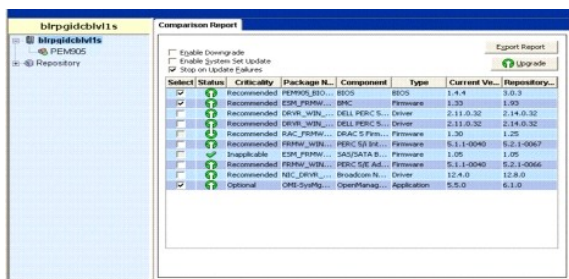 blrpqidcblvl1s
Comparison Report
blrpqidcblvl1s
PEM905
Repository
Enable Downgrade
Enable System Set Update
Stop on Update Failures
Export Report
Upgrade
Select Status Criticality Package N... Component Type Current Ve... Repository...
Recommended PEM905_BIO... BIOS BIOS 1.4.4 3.0.3
Recommended ESM_FRMW... BMC Firmware 1.33 1.93
Recommended DRVR_WIN_... DELL PERC 5... Driver 2.11.0.32 2.14.0.32
Recommended DRVR_WIN_... DELL PERC 5... Driver 2.11.0.32 2.14.0.32
Recommended RAC_FRMW... DRAC 5 Firm... Firmware 1.30 1.25
Recommended FRMW_WIN... PERC 5/i Int... Firmware 5.1.1-0040 5.2.1-0067
Inapplicable ESM_FRMW... SAS/SATA B... Firmware 1.05 1.05
Recommended FRMW_WIN... PERC 5/E Ad... Firmware 5.1.1-0040 5.2.1-0066
Recommended NIC_DRVR_... Broadcom N... Driver 12.4.0 12.8.0
Optional OMI-SysMg... OpenManag... Application 5.5.0 6.1.0